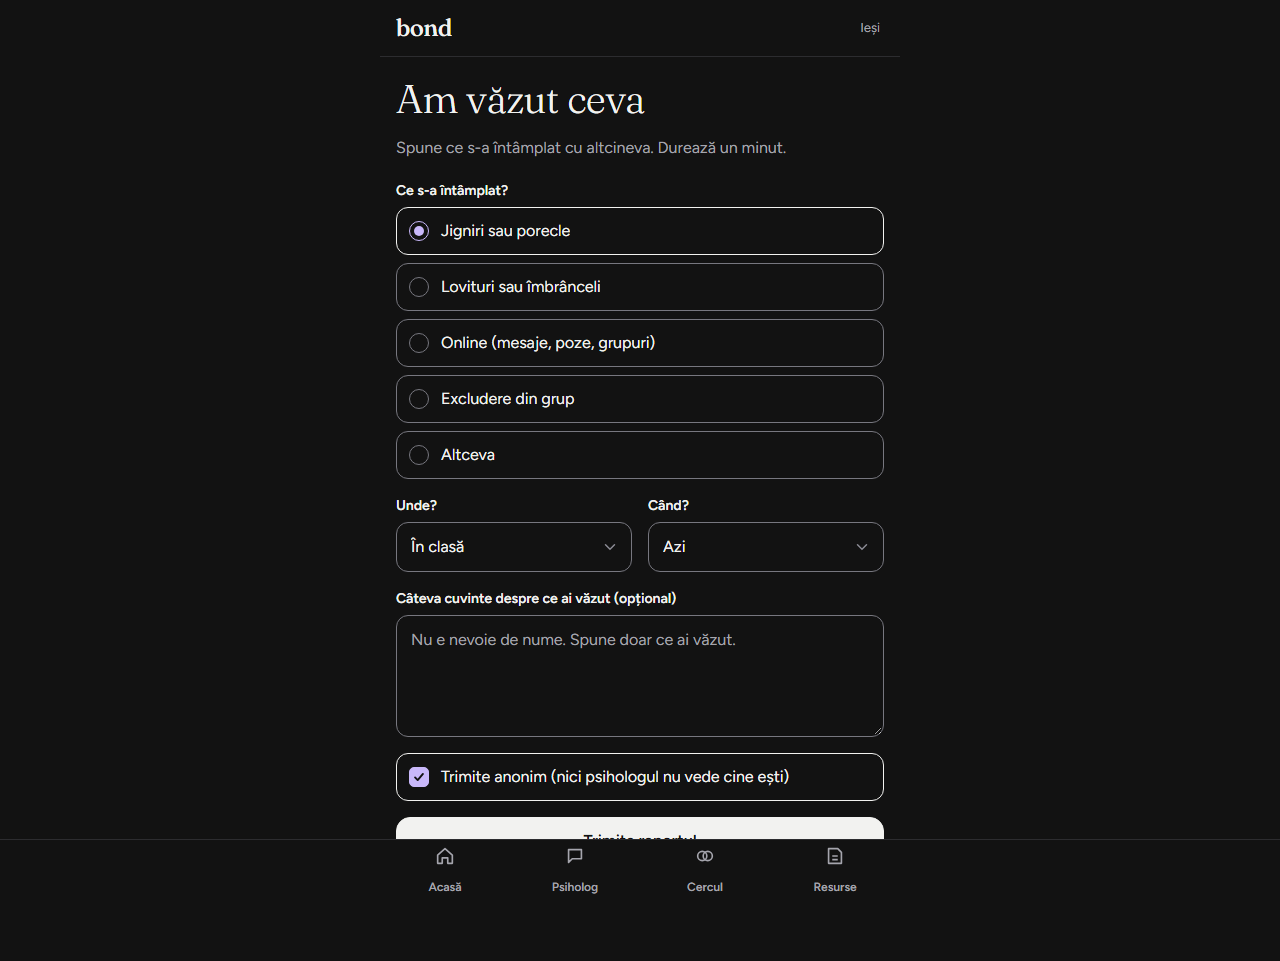 bond
Ieși
Am văzut ceva
Spune ce s-a întâmplat cu altcineva. Durează un minut.
Ce s-a întâmplat?
Jigniri sau porecle
Lovituri sau îmbrânceli
Online (mesaje, poze, grupuri)
Excludere din grup
Altceva
Unde?
Când?
În clasă
Azi
Câteva cuvinte despre ce ai văzut (opțional)
Nu e nevoie de nume. Spune doar ce ai văzut.
Trimite anonim (nici psihologul nu vede cine ești)
Trimite raportul
Acasă
Psiholog
Cercul
Resurse